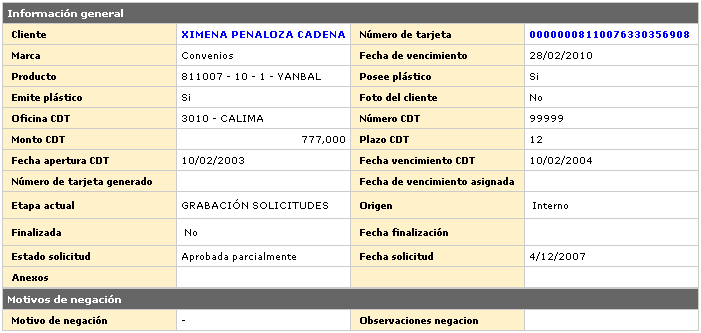 Información general
Cliente XIMENA PENALOZA CADENA Número de tarjeta 00000008110076330356908
Marca Convenios Fecha de vencimiento 28/02/2010
Producto 811007 - 10 - 1 - YANBAL Posee plástico Si
Emite plástico Si Foto del cliente No
Oficina CDT 3010 - CALIMA Número CDT 99999
Monto CDT 777,000 Plazo CDT 12
Fecha apertura CDT 10/02/2003 Fecha vencimiento CDT 10/02/2004
Número de tarjeta generado Fecha de vencimiento asignada
Etapa actual GRABACIÓN SOLICITUDES Origen Interno
Finalizada No Fecha finalización
Estado solicitud Aprobada parcialmente Fecha solicitud 4/12/2007
Anexos
Motivos de negación
Motivo de negación - Observaciones negacion